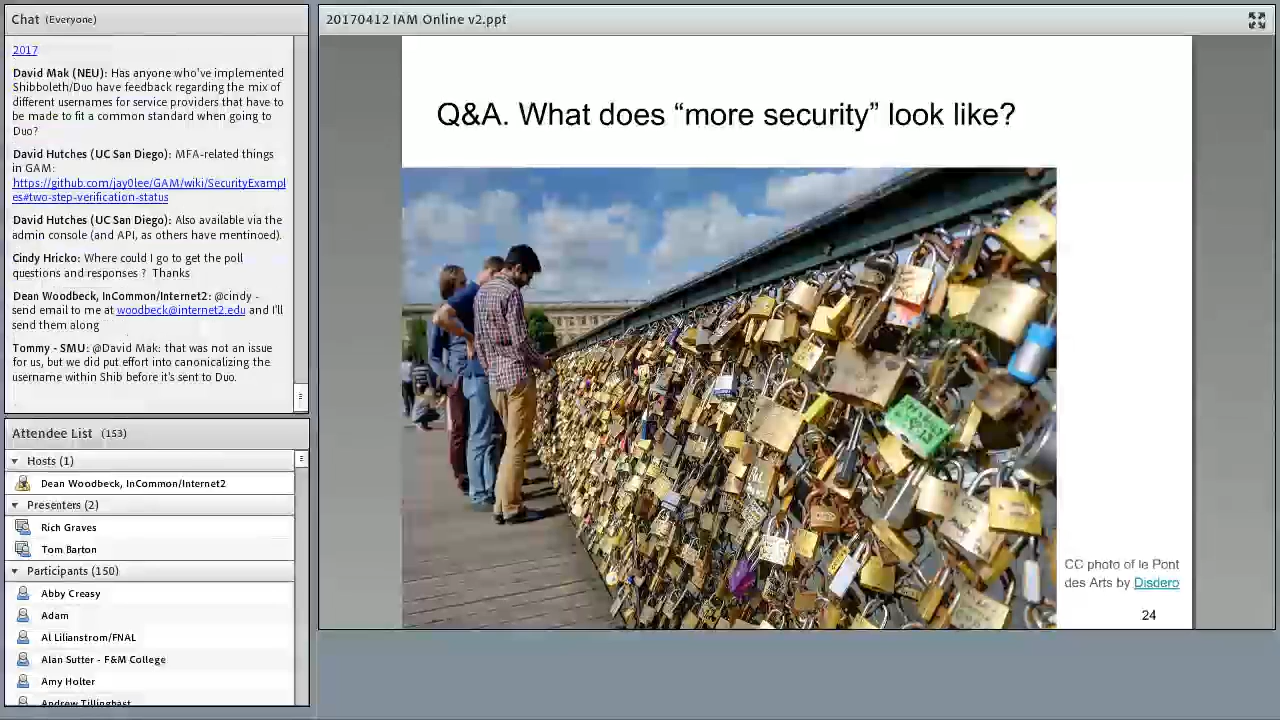 Chat (Everyone)
2017
David Mak (NEU): Has anyone who've implemented
Shibboleth/Duo have feedback regarding the mix of
different usernames for service providers that have to
be made to fit a common standard when going to
Duo?
David Hutches (UC San Diego): MFA-related things
in GAM:
https://github.com/jay0lee/GAM/wiki/SecurityExampl
es#two-step-verification-status
David Hutches (UC San Diego): Also available via the
admin console (and API, as others have mentinoed).
Cindy Hricko: Where could I go to get the poll
questions and responses ? Thanks
Dean Woodbeck, InCommon/Internet2: @cindy -
send email to me at woodbeck@internet2.edu and I'll
send them along
Tommy - SMU: @David Mak: that was not an issue
for us, but we did put effort into canonicalizing the
username within Shib before it's sent to Duo.
Attendee List (153)
Hosts (1)
Dean Woodbeck, InCommon/Internet2
Presenters (2)
Rich Graves
Tom Barton
Participants (150)
Abby Creasy
Adam
Al Lilianstrom/FNAL
Alan Sutter - F&M College
Amy Holter
Andrew Tillinghast
20170412 IAM Online v2.ppt
Q&A. What does “more security” look like?
CC photo of le Pont
des Arts by Disdero
24